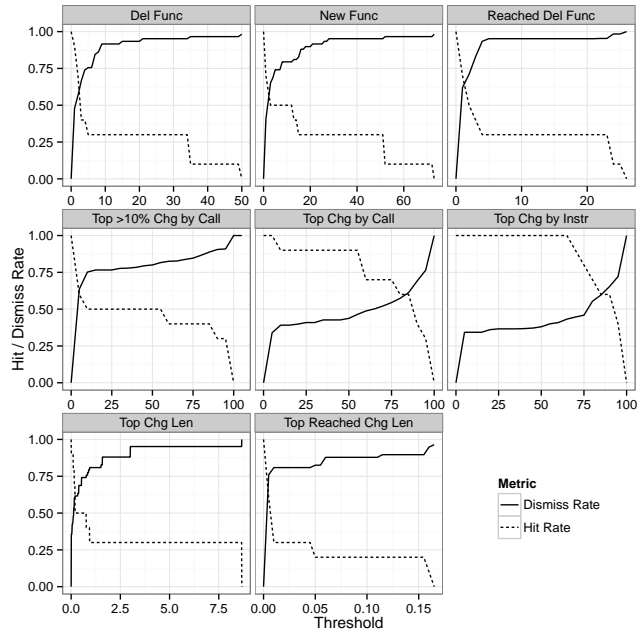 Del Func
New Func
Reached Del Func
1.00
0.75
0.50
0.25
0.00
0 10 20 30 40 50
0 20 40 60
0 10 20
Top >10% Chg by Call
Top Chg by Call
Top Chg by Instr
1.00
0.75
0.50
0.25
0.00
0 25 50 75 100
0 25 50 75 100
0 25 50 75 100
Hit / Dismiss Rate
Top Chg Len
Top Reached Chg Len
1.00
0.75
0.50
0.25
0.00
0.0 2.5 5.0 7.5
0.00 0.05 0.10 0.15
Threshold
Metric
Dismiss Rate
Hit Rate